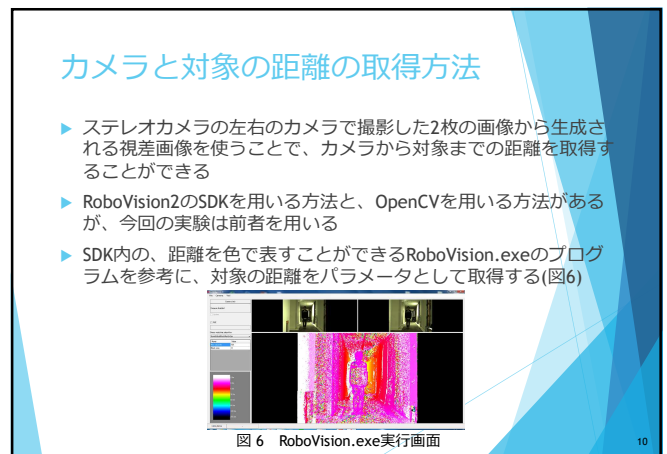 カメラと対象の距離の取得方法
ステレオカメラの左右のカメラで撮影した2枚の画像から生成さ
れる視差画像を使うことで、カメラから対象までの距離を取得す
ることができる
RoboVision2のSDKを用いる方法と、OpenCVを用いる方法がある
が、今回の実験は前者を用いる
SDK内の、距離を色で表すことができるRoboVision.exeのプログ
ラムを参考に、対象の距離をパラメータとして取得する(図6)
図 6 RoboVision.exe実行画面
10